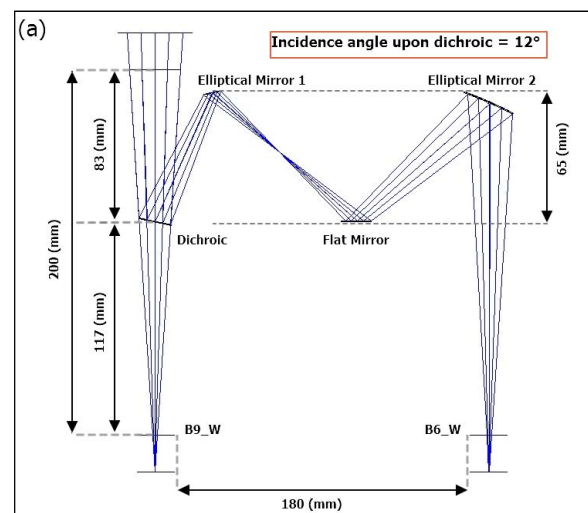 (a)
Incidence angle upon dichroic = 12°
Elliptical Mirror 1
Elliptical Mirror 2
83 (mm)
65 (mm)
Dichroic
Flat Mirror
200 (mm)
117 (mm)
B9_W
B6_W
180 (mm)